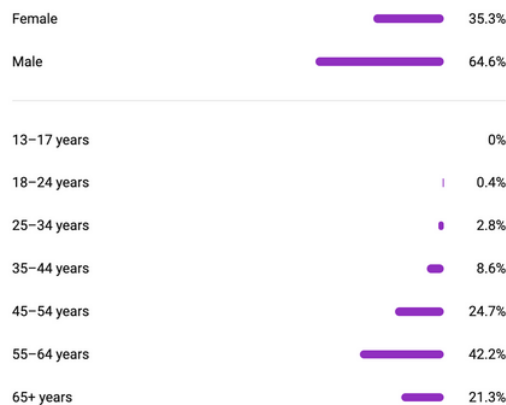 Female 35.3%
Male 64.6%
13–17 years 0%
18–24 years 0.4%
25–34 years 2.8%
35–44 years 8.6%
45–54 years 24.7%
55–64 years 42.2%
65+ years 21.3%